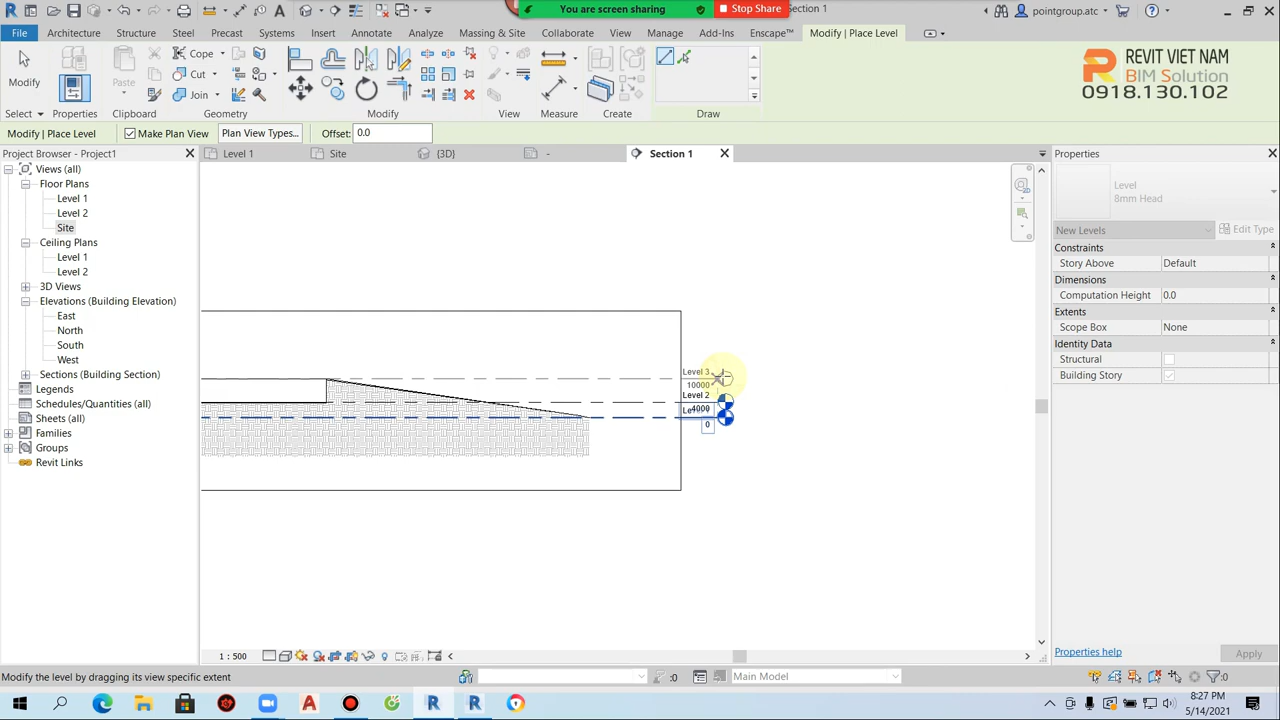 You are screen sharing
Stop Share
Section 1
pointgroup.atc
File
Architecture
Structure
Steel
Precast
Systems
Insert
Annotate
Analyze
Massing & Site
Collaborate
View
Manage
Add-Ins
Enscape™
Modify | Place Level
Modify
Paste
Cope
Cut
Join
REVIT VIET NAM
BIM Solution
0918.130.102
Select
Properties
Clipboard
Geometry
Modify
View
Measure
Create
Draw
Modify | Place Level
Make Plan View
Plan View Types...
Offset:
0.0
Project Browser - Project1
Level 1
Site
{3D}
-
Section 1
Properties
Views (all)
Floor Plans
Level 1
Level 2
Site
Ceiling Plans
Level 1
Level 2
3D Views
Elevations (Building Elevation)
East
North
South
West
Sections (Building Section)
Legends
Schedules/Quantities (all)
Sheets (all)
Families
Groups
Revit Links
Level 3
10000
Level 2
4000
0
Level
8mm Head
New Levels
Edit Type
Constraints
Story Above
Default
Dimensions
Computation Height
0.0
Extents
Scope Box
None
Identity Data
Structural
Building Story
Properties help
Apply
1 : 500
Modify the level by dragging its view specific extent
:0
Main Model
:0
8:27 PM
5/14/2021